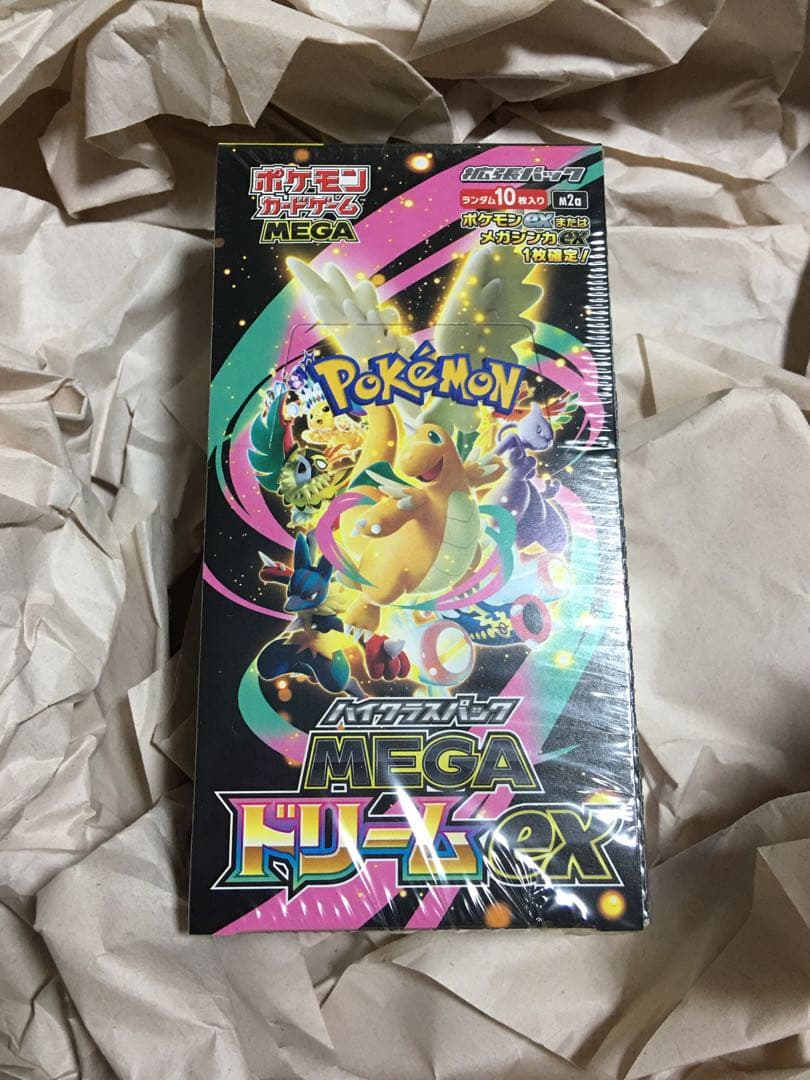 ポケモン
カードゲーム
MEGA
拡張パック
ランダム10枚入り M2a
ポケモンexまたは
メガシンカex
1枚確定!
POKéMON
ハイクラスパック
MEGA
ドリームex